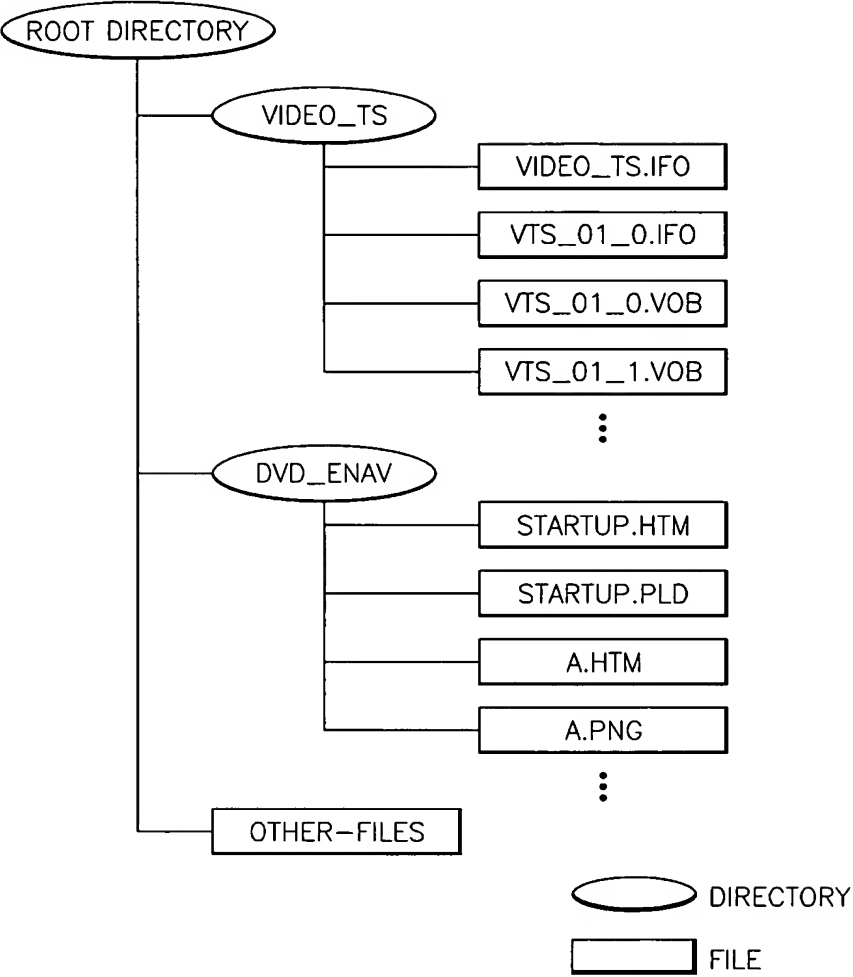 ROOT DIRECTORY
VIDEO_TS
VIDEO_TS.IFO
VTS_01_0.IFO
VTS_01_0.VOB
VTS_01_1.VOB
DVD_ENAV
STARTUP.HTM
STARTUP.PLD
A.HTM
A.PNG
OTHER-FILES
DIRECTORY
FILE